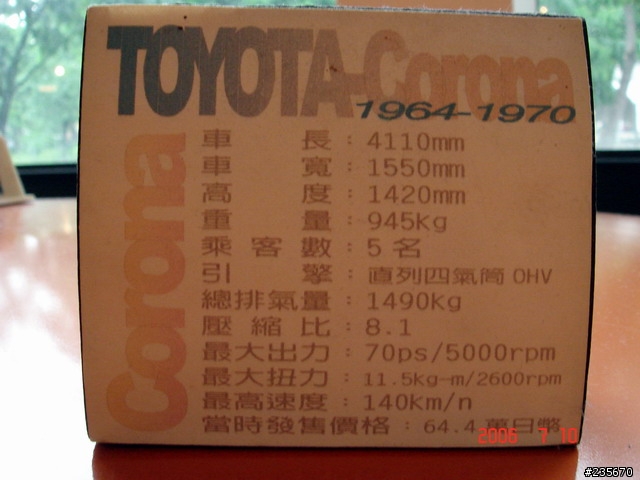 TOYOTA-Corona
1964-1970
Corona
車長：4110mm
車寬：1550mm
高度：1420mm
重量：945kg
乘客數：5名
引擎：直列四氣筒OHV
總排氣量：1490Kg
壓縮比：8.1
最大出力：70ps/5000rpm
最大扭力：11.5kg-m/2600rpm
最高速度：140Km/n
當時發售價格：64.4萬日幣
2006 7 10
#235670